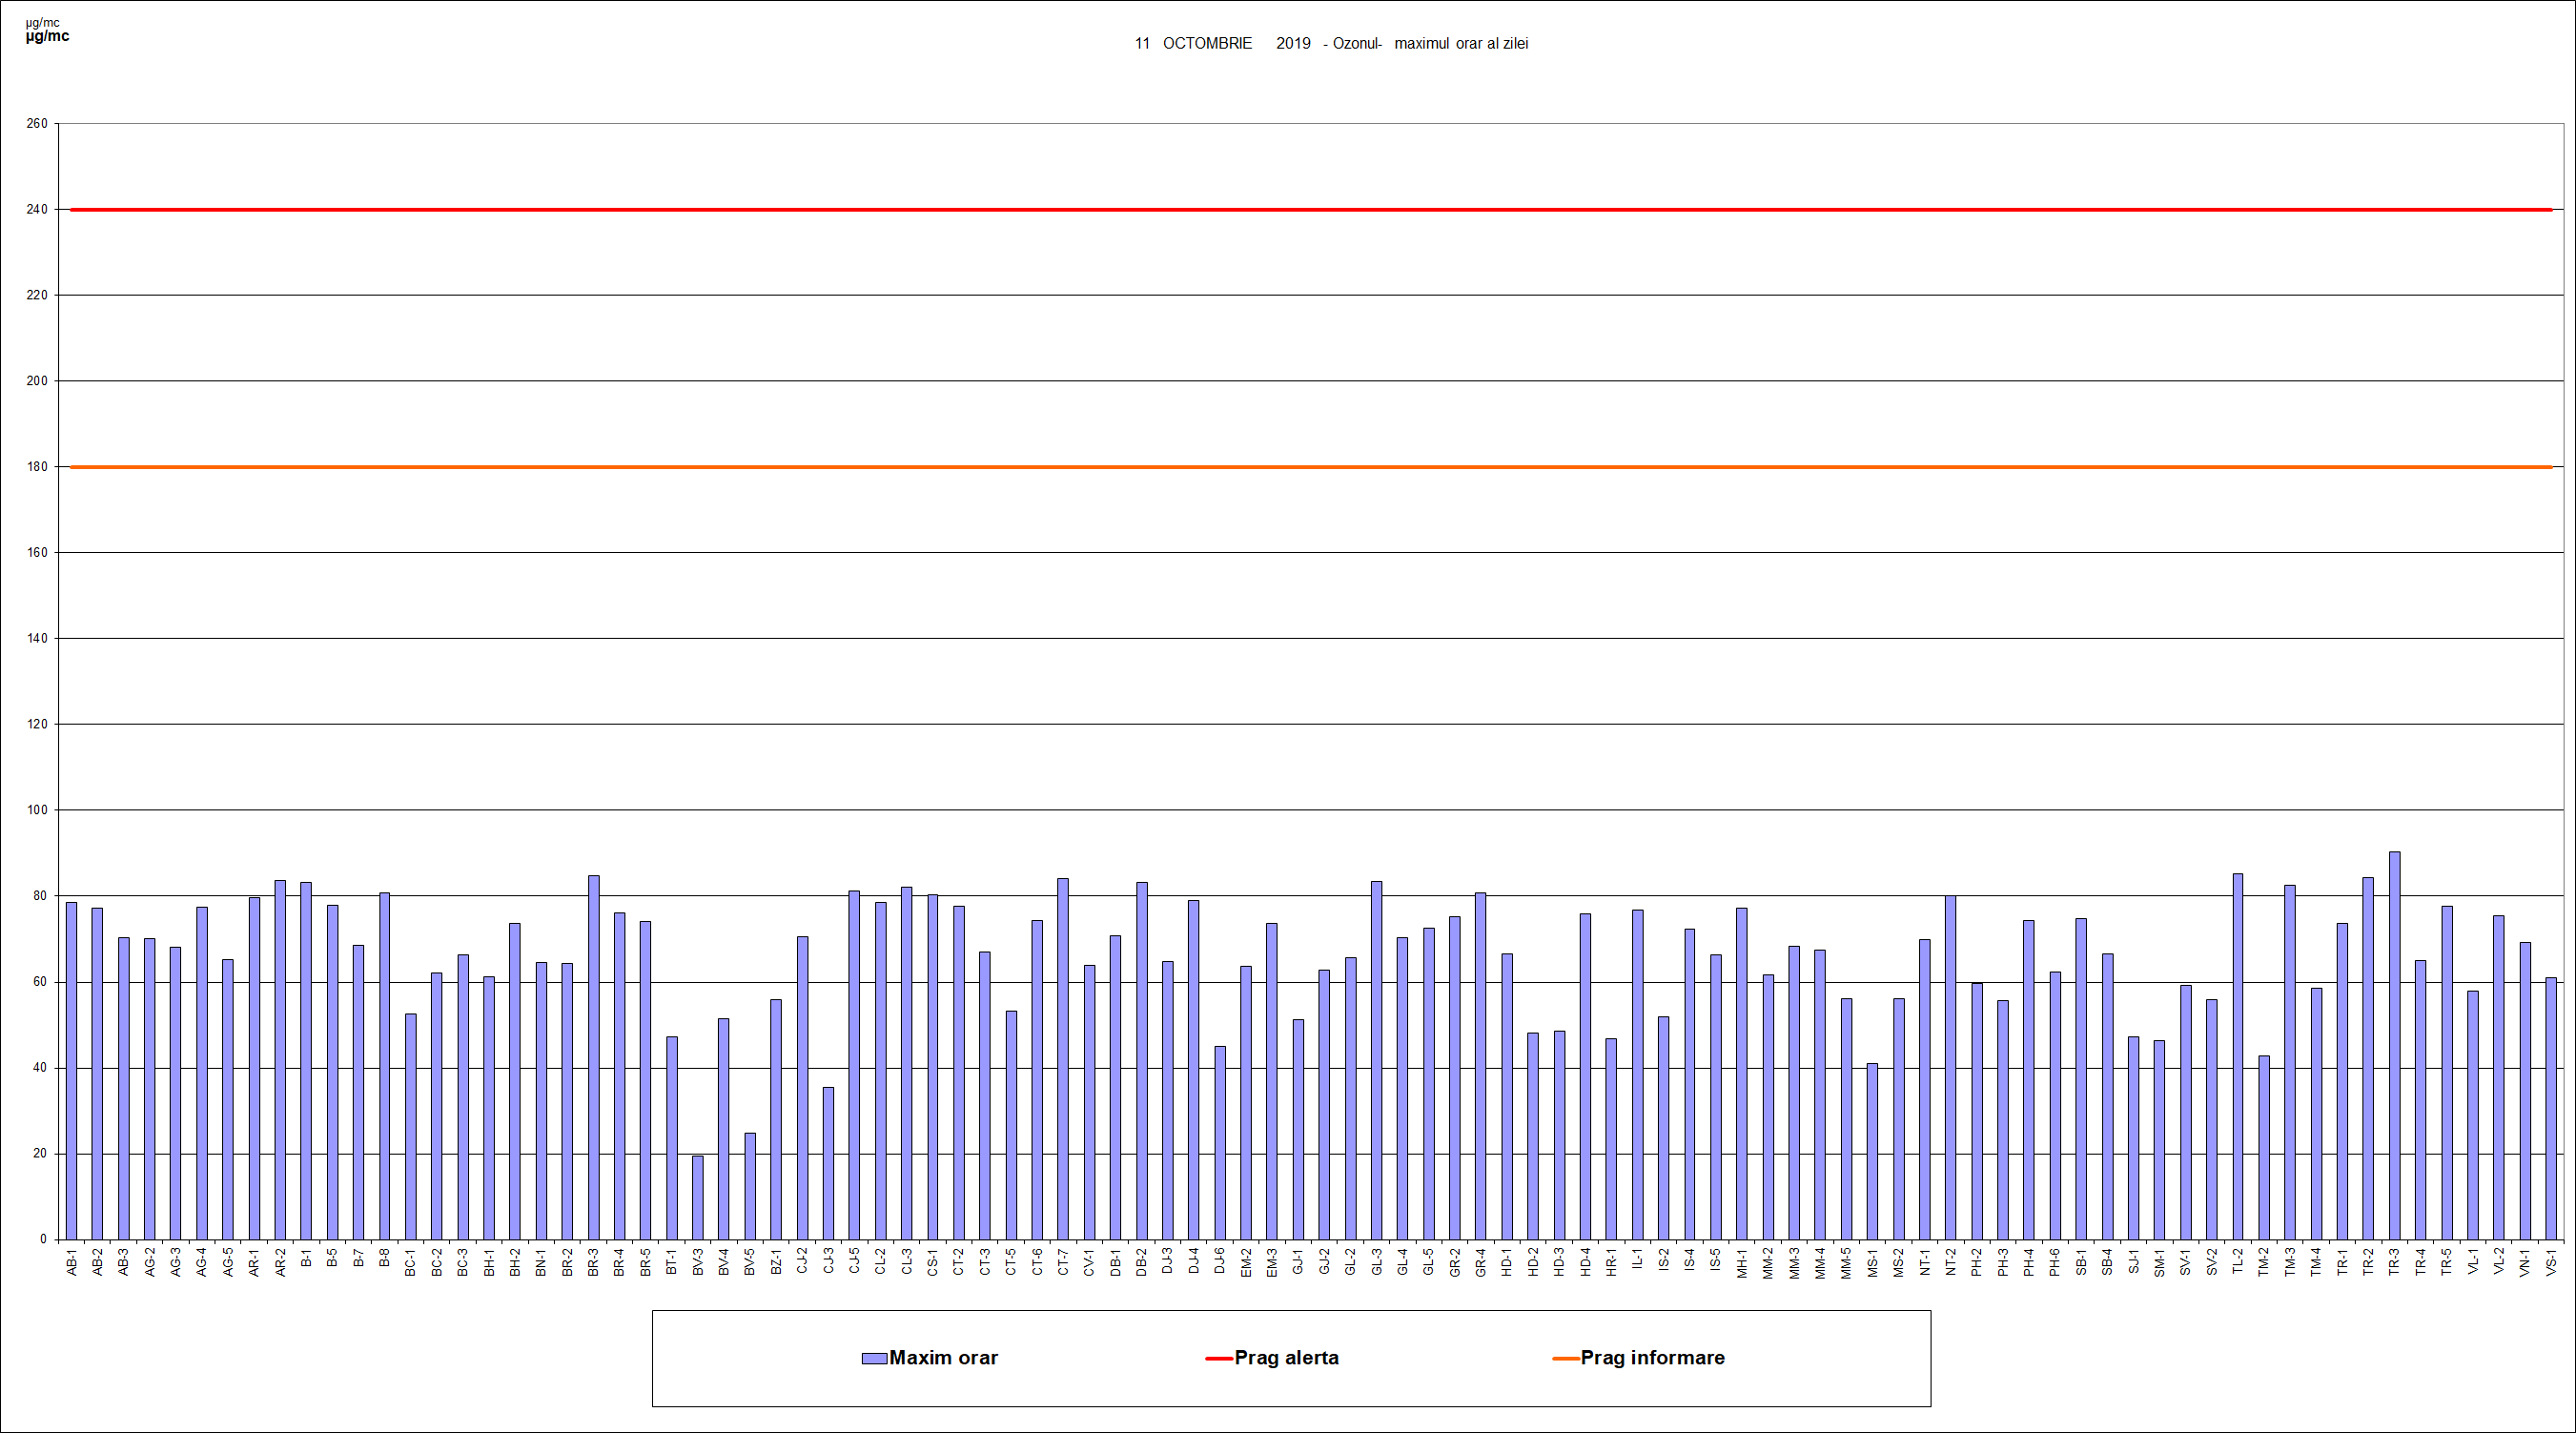 µg/mc
µg/mc
11 OCTOMBRIE 2019 - Ozonul- maximul orar al zilei
260
240
220
200
180
160
140
120
100
80
60
40
20
0
AB-1 AB-2 AB-3 AG-2 AG-3 AG-4 AG-5 AR-1 AR-2 B-1 B-5 B-7 B-8 BC-1 BC-2 BC-3 BH-1 BH-2 BN-1 BR-2 BR-3 BR-4 BR-5 BT-1 BV-3 BV-4 BV-5 BZ-1 CJ-2 CJ-3 CJ-5 CL-2 CL-3 CS-1 CT-2 CT-3 CT-5 CT-6 CT-7 CV-1 DB-1 DB-2 DJ-3 DJ-4 DJ-6 EM-2 EM-3 GJ-1 GJ-2 GL-2 GL-3 GL-4 GL-5 GR-2 GR-4 HD-1 HD-2 HD-3 HD-4 HR-1 IL-1 IS-2 IS-4 IS-5 MH-1 MM-2 MM-3 MM-4 MM-5 MS-1 MS-2 NT-1 NT-2 PH-2 PH-3 PH-4 PH-6 SB-1 SB-4 SJ-1 SM-1 SV-1 SV-2 TL-2 TM-2 TM-3 TM-4 TR-1 TR-2 TR-3 TR-4 TR-5 VL-1 VL-2 VN-1 VS-1
Maxim orar Prag alerta Prag informare